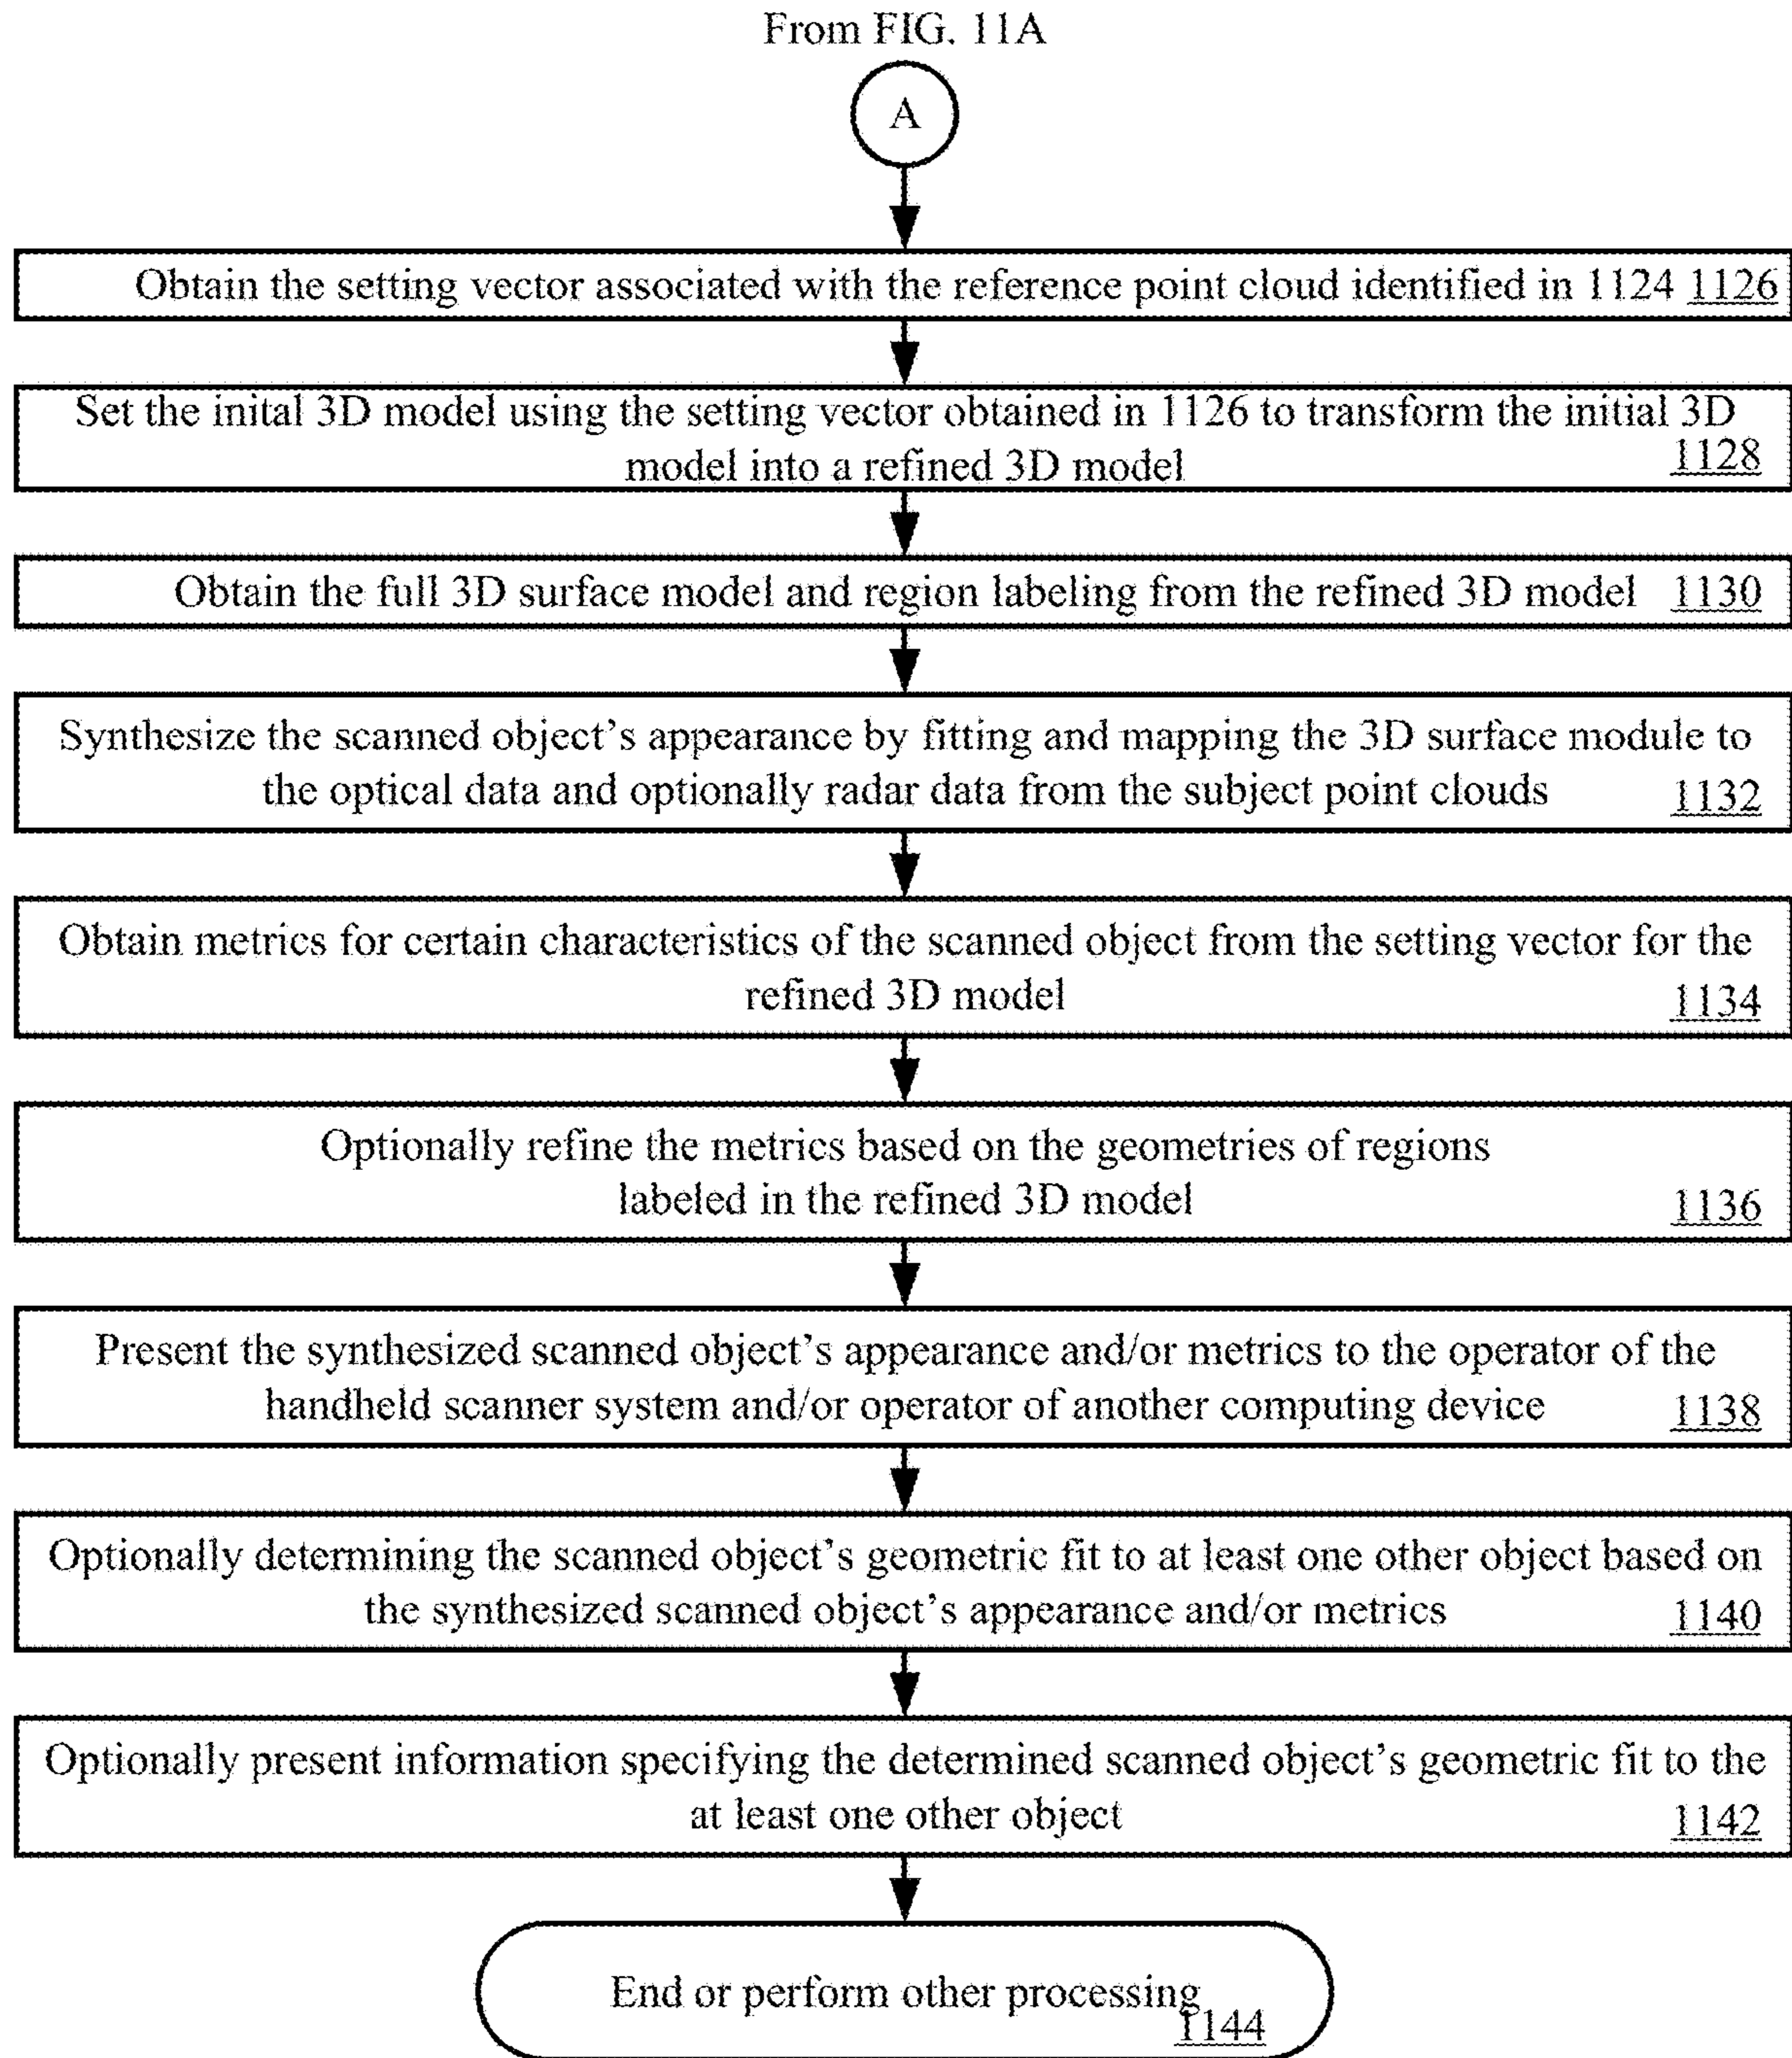 From FIG. 11A
A
Obtain the setting vector associated with the reference point cloud identified in 1124 1126
Set the inital 3D model using the setting vector obtained in 1126 to transform the initial 3D
model into a refined 3D model 1128
Obtain the full 3D surface model and region labeling from the refined 3D model 1130
Synthesize the scanned object’s appearance by fitting and mapping the 3D surface module to
the optical data and optionally radar data from the subject point clouds 1132
Obtain metrics for certain characteristics of the scanned object from the setting vector for the
refined 3D model 1134
Optionally refine the metrics based on the geometries of regions
labeled in the refined 3D model 1136
Present the synthesized scanned object’s appearance and/or metrics to the operator of the
handheld scanner system and/or operator of another computing device 1138
Optionally determining the scanned object’s geometric fit to at least one other object based on
the synthesized scanned object’s appearance and/or metrics 1140
Optionally present information specifying the determined scanned object’s geometric fit to the
at least one other object 1142
End or perform other processing
1144